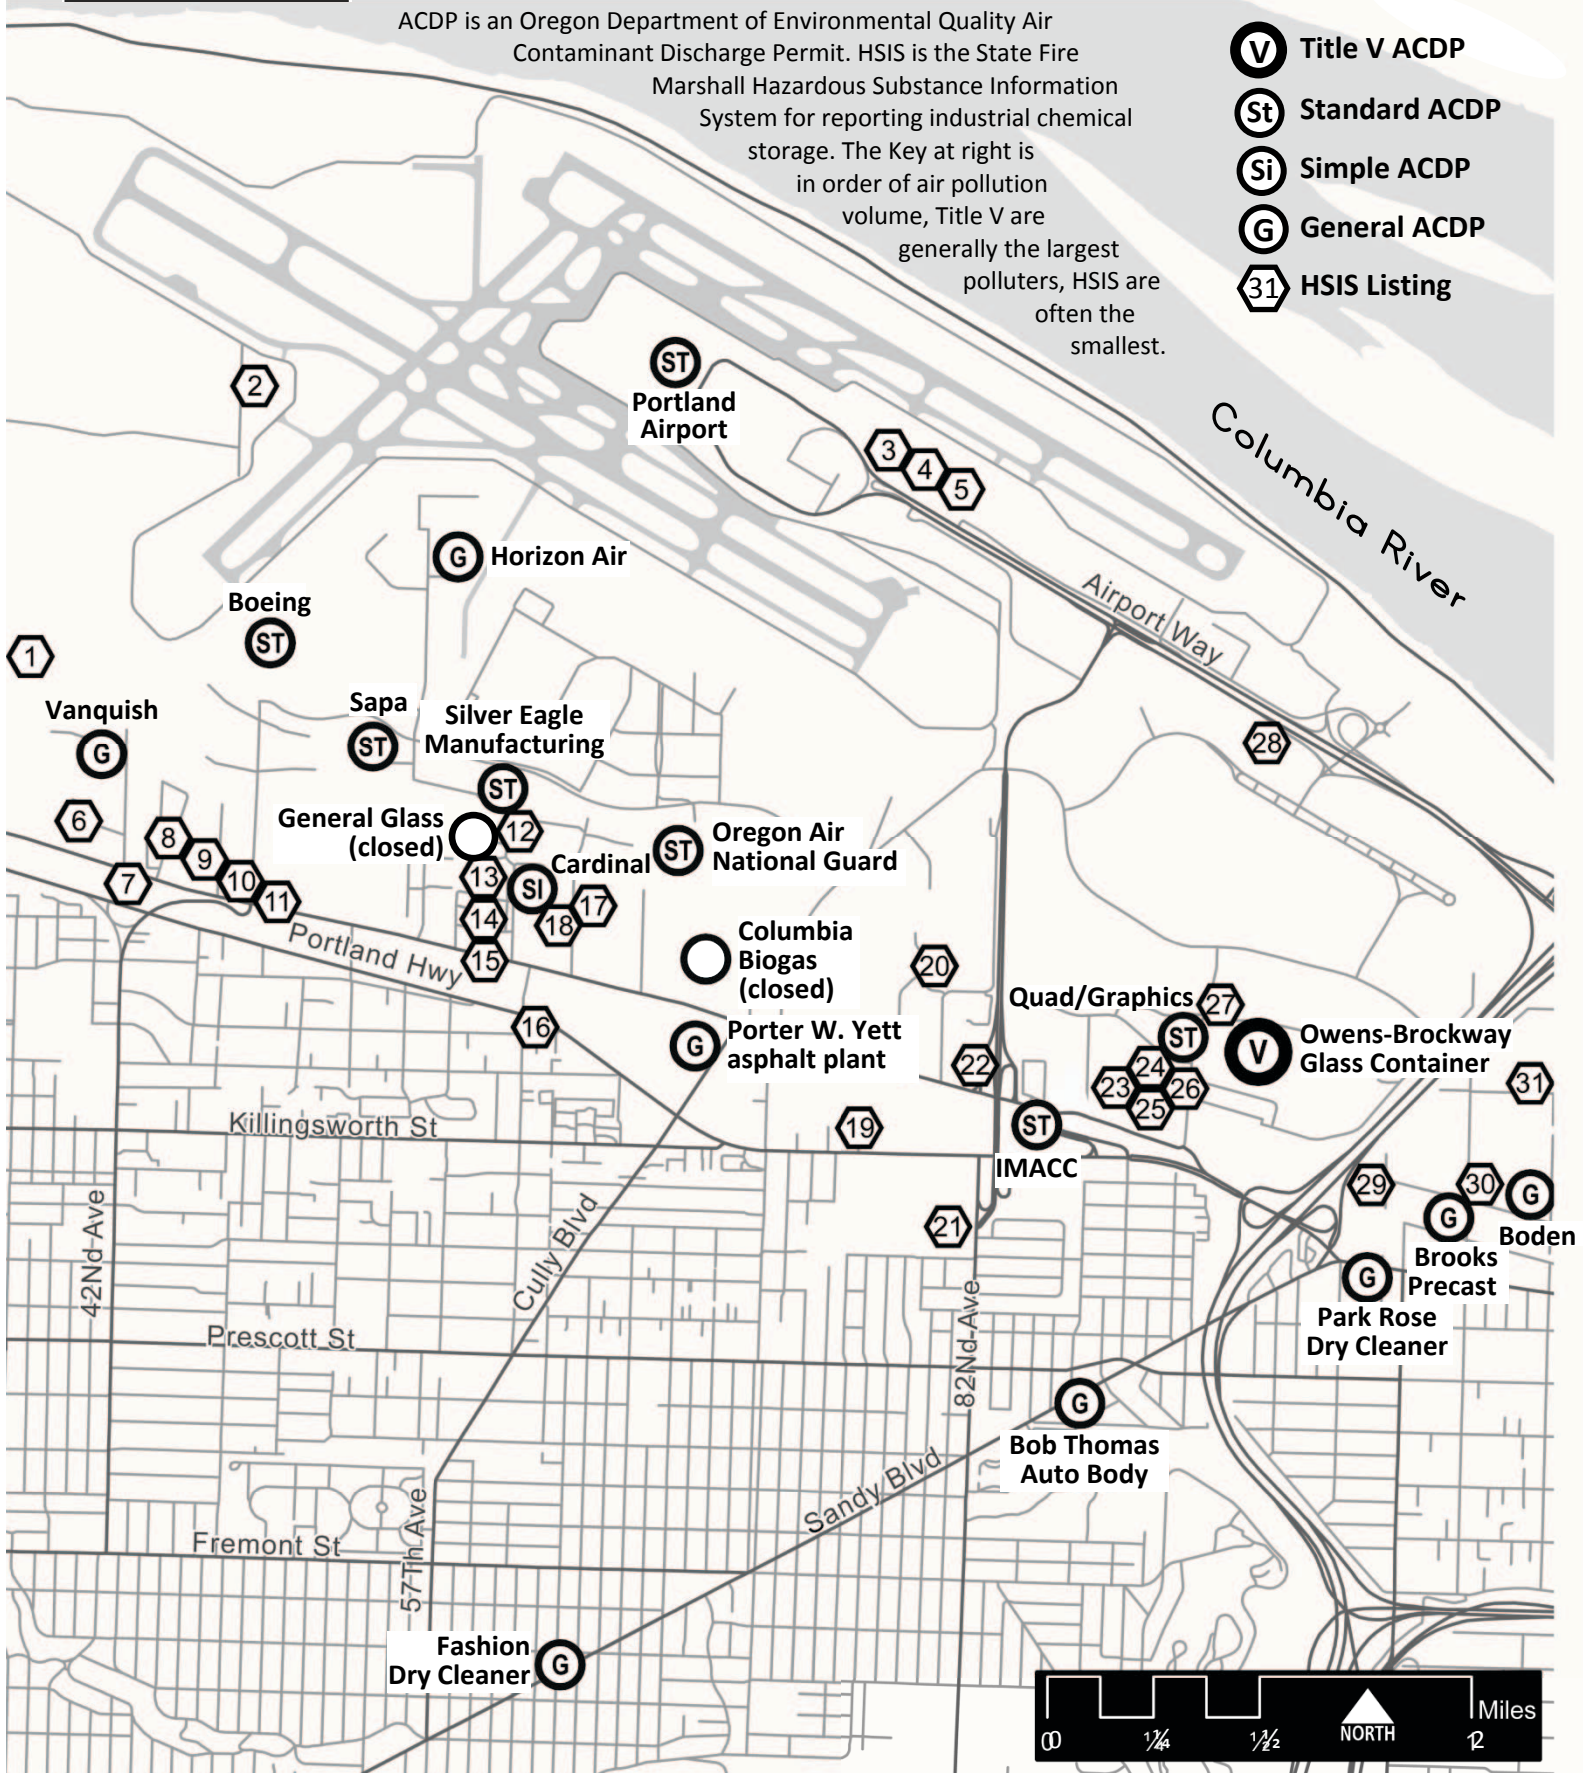 ACDP is an Oregon Department of Environmental Quality Air
Contaminant Discharge Permit. HSIS is the State Fire
Marshall Hazardous Substance Information
System for reporting industrial chemical
storage. The Key at right is
in order of air pollution
volume, Title V are
generally the largest
polluters, HSIS are
often the
smallest.
V Title V ACDP
St Standard ACDP
Si Simple ACDP
G General ACDP
31 HSIS Listing
Columbia River
2
ST
Portland
Airport
3
4
5
G Horizon Air
Airport Way
Boeing
ST
1
Vanquish
G
Sapa
ST
Silver Eagle
Manufacturing
ST
28
6
7
8
9
10
11
General Glass
(closed)
12
13
14
15
Cardinal
SI
17
18
ST
Oregon Air
National Guard
Portland Hwy
Columbia
Biogas
(closed)
20
16
G
Porter W. Yett
asphalt plant
22
Quad/Graphics
ST
27
V
Owens-Brockway
Glass Container
23
24
25
26
31
Killingsworth St
19
ST
IMACC
29
30
G
Boden
G
Brooks
Precast
21
42Nd Ave
Cully Blvd
82Nd Ave
G
Park Rose
Dry Cleaner
Prescott St
G
Bob Thomas
Auto Body
Sandy Blvd
Fremont St
57Th Ave
Fashion
Dry Cleaner
G
Miles
NORTH